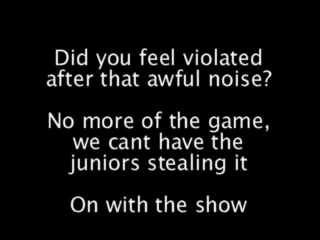 Did you feel violated
after that awful noise?
No more of the game,
we cant have the
juniors stealing it
On with the show